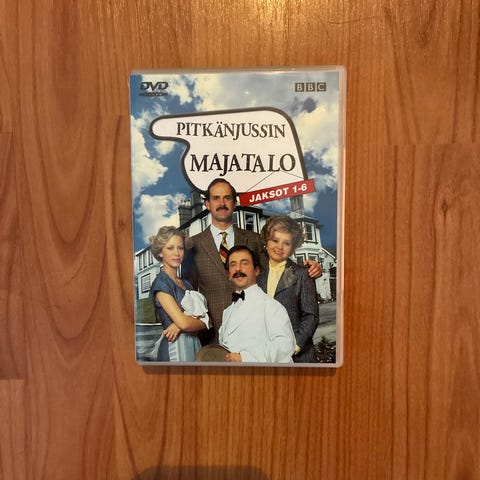 DVD
BBC
PITKÄNJUSSIN
MAJATALO
JAKSOT 1-6